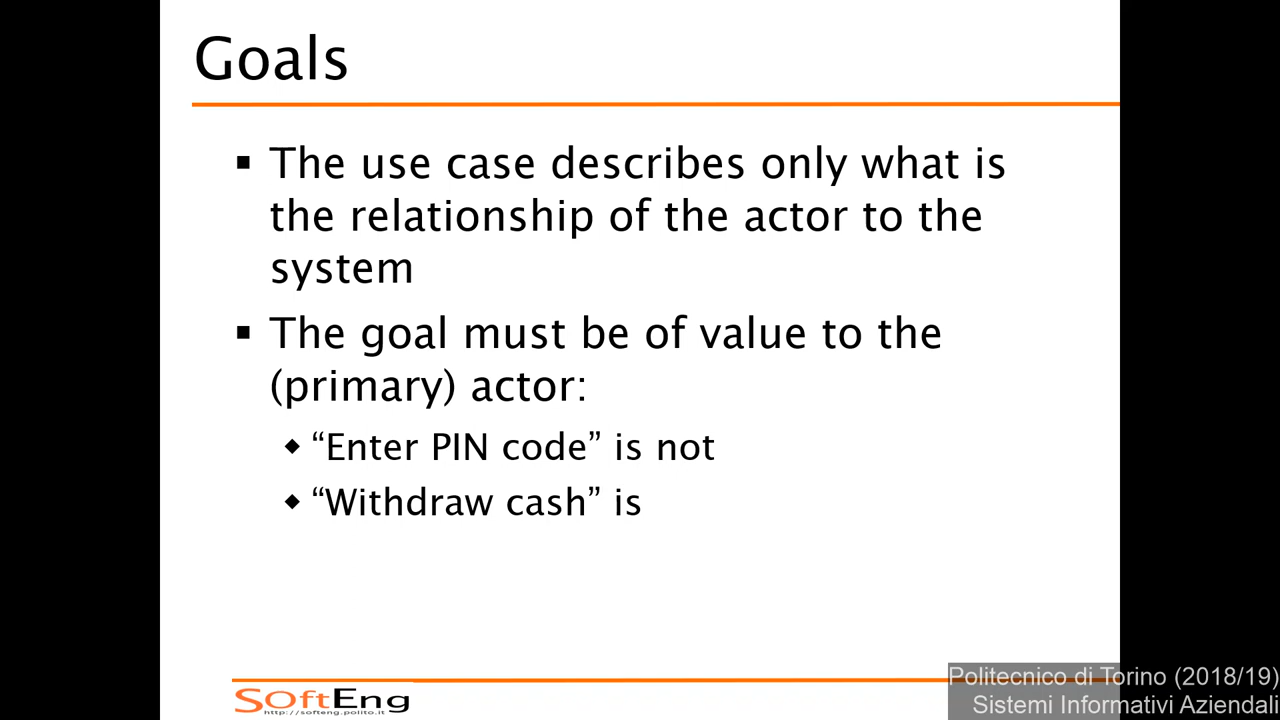 Goals
▪ The use case describes only what is
the relationship of the actor to the
system
▪ The goal must be of value to the
(primary) actor:
◆ “Enter PIN code” is not
◆ “Withdraw cash” is
SoftEng
http://softeng.polito.it
Politecnico di Torino (2018/19)
Sistemi Informativi Aziendali